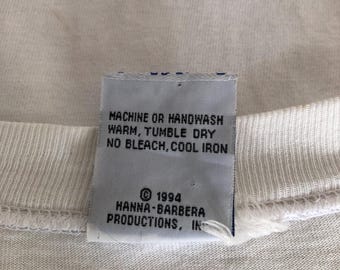 MACHINE OR HANDWASH
WARM, TUMBLE DRY
NO BLEACH, COOL IRON
© 1994
HANNA-BARBERA
PRODUCTIONS, IN